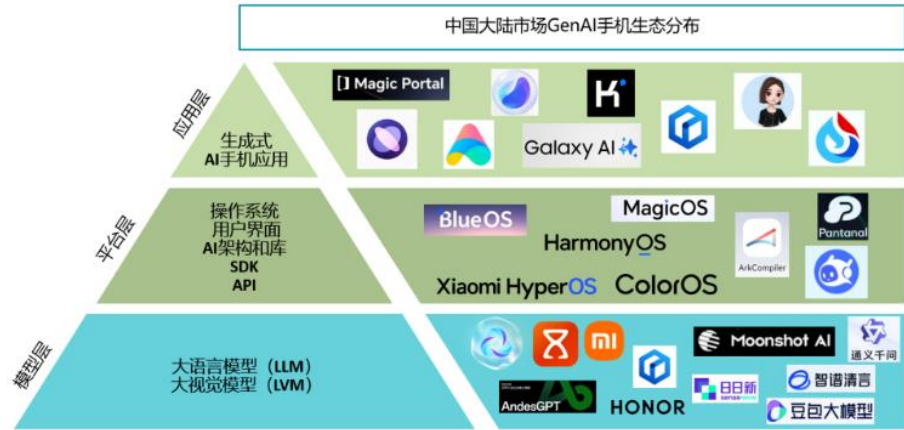 中国大陆市场GenAI手机生态分布
应用层
生成式
AI手机应用
Magic Portal
Galaxy AI
平台层
操作系统
用户界面
AI架构和库
SDK
API
BlueOS
MagicOS
HarmonyOS
Xiaomi HyperOS
ColorOS
ArkCompiler
Pantanal
模型层
大语言模型（LLM）
大视觉模型（LVM）
Moonshot AI
通义千问
AndesGPT
HONOR
日日新
sensenova
智谱清言
豆包大模型